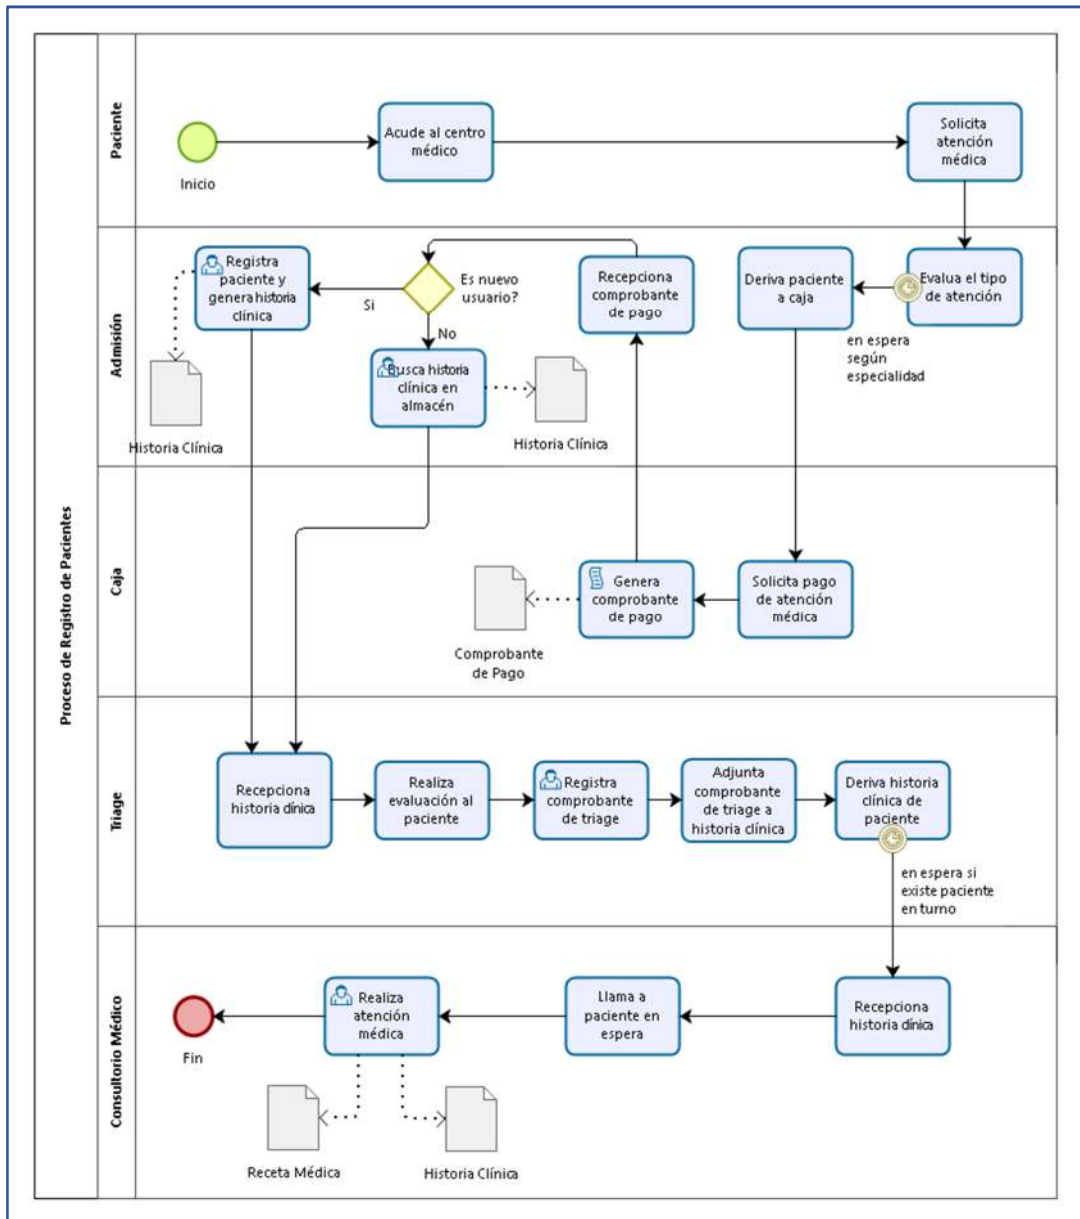 Proceso de Registro de Pacientes
Paciente
Inicio
Acude al centro
médico
Solicita
atención
médica
Admisión
Registra
paciente y
genera historia
clínica
Historia Clínica
Si
Es nuevo
usuario?
No
Busca historia
clínica en
almacén
Historia Clínica
Recepciona
comprobante
de pago
Deriva paciente
a caja
Evalua el tipo
de atención
en espera
según
especialidad
Caja
Comprobante
de Pago
Genera
comprobante
de pago
Solicita pago
de atención
médica
Triage
Recepciona
historia clínica
Realiza
evaluación al
paciente
Registra
comprobante
de triage
Adjunta
comprobante
de triage a
historia clínica
Deriva historia
clínica de
paciente
en espera si
existe paciente
en turno
Consultorio Médico
Fin
Realiza
atención
médica
Llama a
paciente en
espera
Recepciona
historia clínica
Receta Médica
Historia Clínica